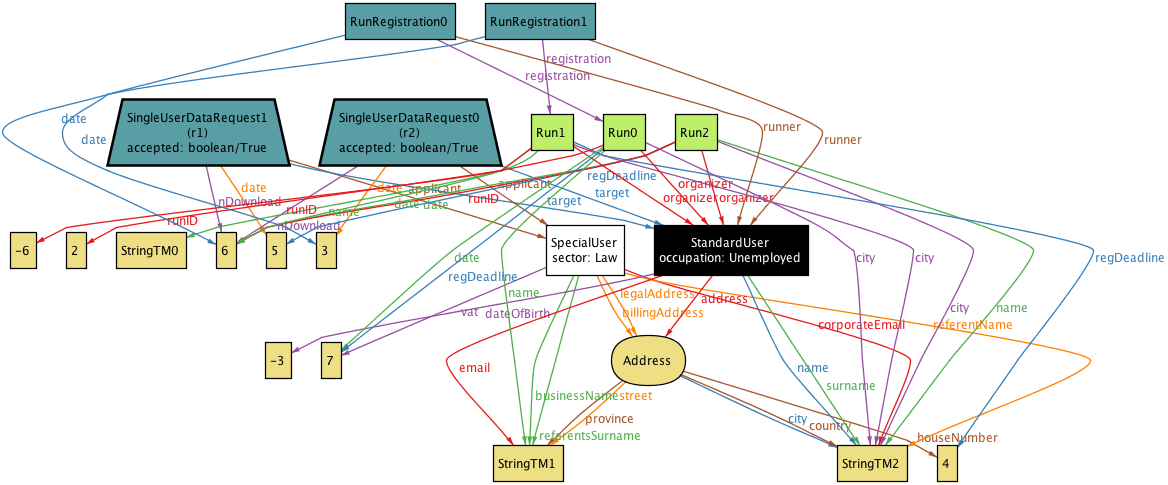 RunRegistration0
RunRegistration1
registration
registration
SingleUserDataRequest1
(r1)
accepted: boolean/True
SingleUserDataRequest0
(r2)
accepted: boolean/True
Run1
Run0
Run2
date
date
runner
runner
regDeadline
target
target
organizer
organizer
organizer
date
nDownload
date
applicant
applicant
runID
runID
runID
name
date
date
nDownload
-6
2
StringTM0
6
5
3
SpecialUser
sector: Law
StandardUser
occupation: Unemployed
city
city
regDeadline
date
regDeadline
name
vat
dateOfBirth
legalAddress
billingAddress
address
city
name
corporateEmail
referentName
-3
7
Address
email
name
surname
businessName
street
province
referentsSurname
city
country
houseNumber
StringTM1
StringTM2
4